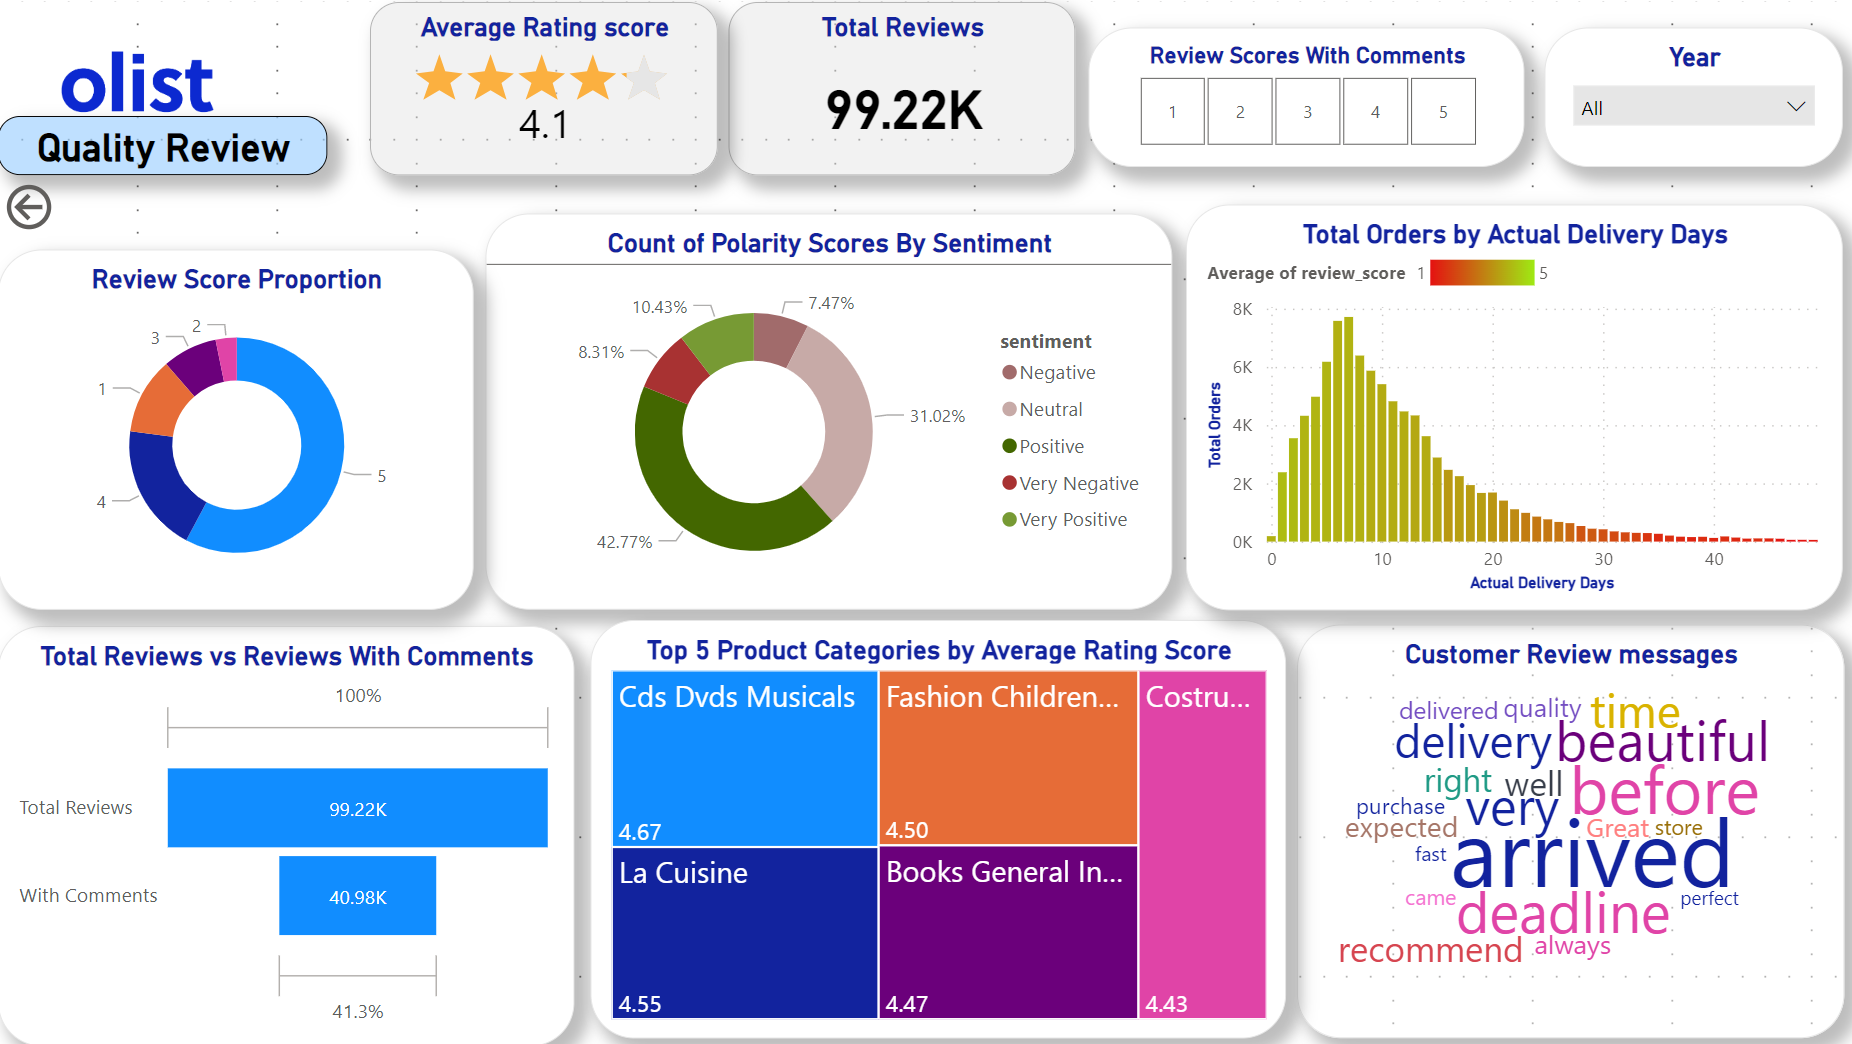 olist
Quality Review
Average Rating score
4.1
Total Reviews
99.22K
Review Scores With Comments
1 2 3 4 5
Year
All
Review Score Proportion
2
3
1
4
5
Count of Polarity Scores By Sentiment
10.43%
7.47%
8.31%
31.02%
42.77%
sentiment
Negative
Neutral
Positive
Very Negative
Very Positive
Total Orders by Actual Delivery Days
Average of review_score 1 5
8K
6K
4K
2K
0K
Total Orders
0 10 20 30 40
Actual Delivery Days
Total Reviews vs Reviews With Comments
100%
Total Reviews 99.22K
With Comments 40.98K
41.3%
Top 5 Product Categories by Average Rating Score
Cds Dvds Musicals
4.67
Fashion Children...
4.50
Costru...
4.43
La Cuisine
4.55
Books General In...
4.47
Customer Review messages
delivered quality time
delivery beautiful
right well before
purchase very
expected Great store
fast arrived
came deadline perfect
recommend always